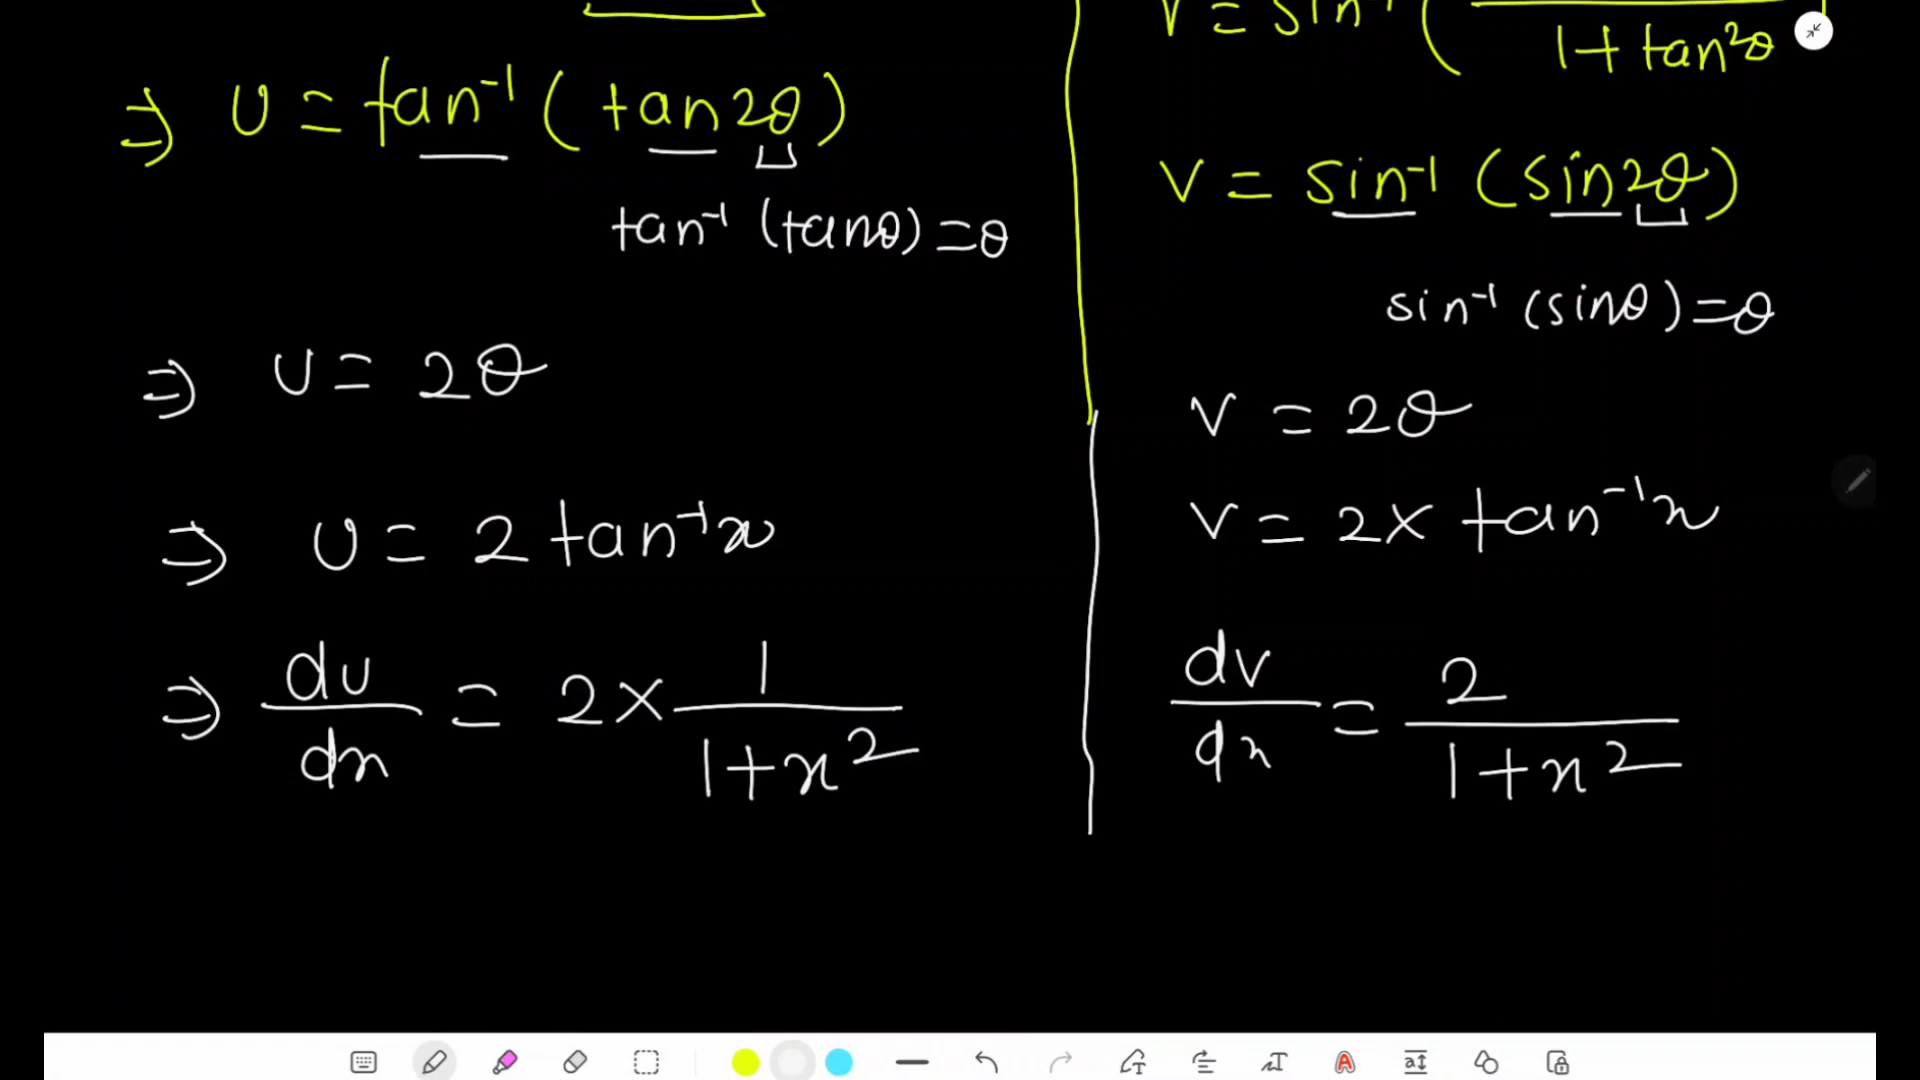 ⇒ U = tan⁻¹ (tan2θ)
tan⁻¹ (tanθ) = θ
⇒ U = 2θ
⇒ U = 2 tan⁻¹x
⇒ du/dx = 2 × 1/1+x²
1+ tan²θ
V = sin⁻¹ (sin2θ)
sin⁻¹ (sinθ) = θ
V = 2θ
V = 2× tan⁻¹x
dv/dx = 2/1+x²